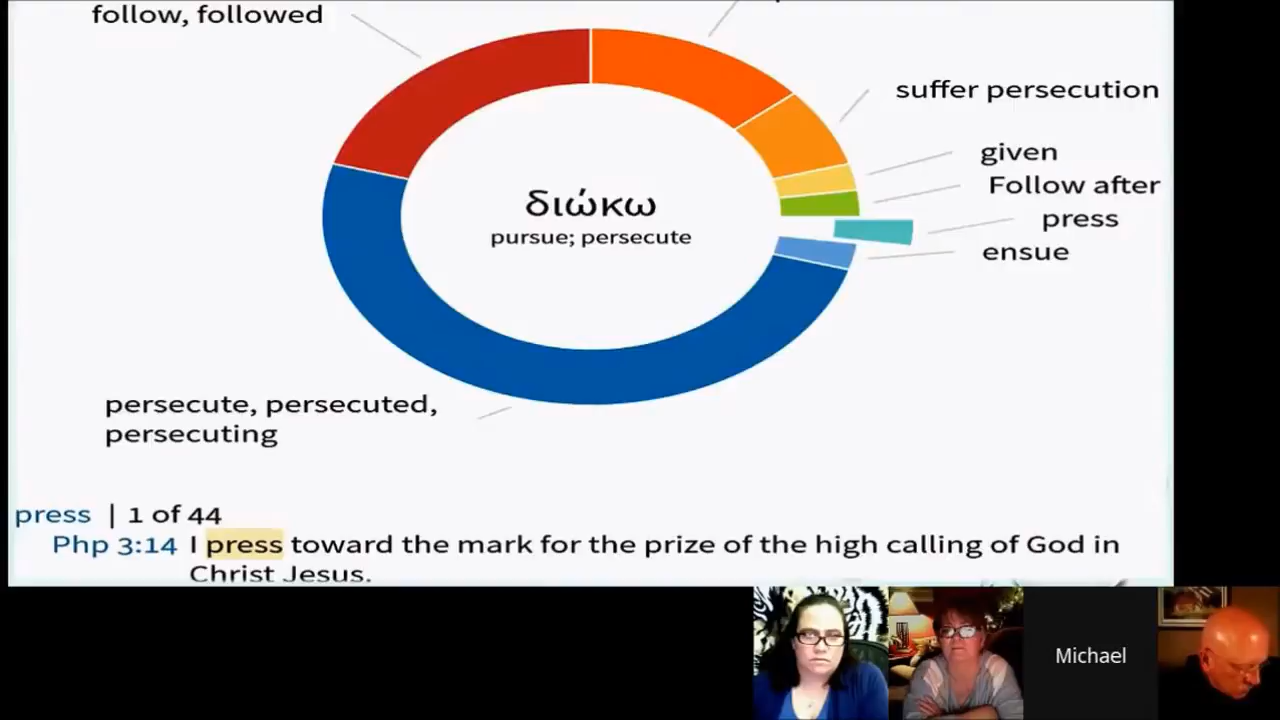 follow, followed
suffer persecution
given
Follow after
press
ensue
διώκω
pursue; persecute
persecute, persecuted,
persecuting
press | 1 of 44
Php 3:14 I press toward the mark for the prize of the high calling of God in
Christ Jesus.
Michael